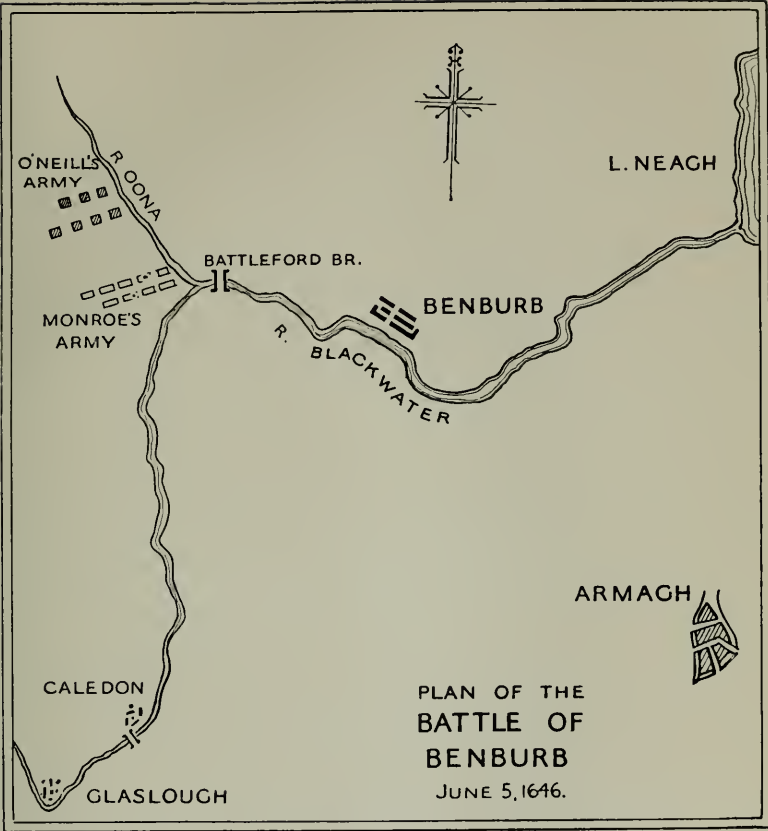 L. NEAGH
O'NEILL'S
ARMY
R OONA
BATTLEFORD BR.
MONROE'S
ARMY
BENBURB
R. BLACKWATER
ARMAGH
CALEDON
GLASLOUGH
PLAN OF THE
BATTLE OF
BENBURB
JUNE 5, 1646.